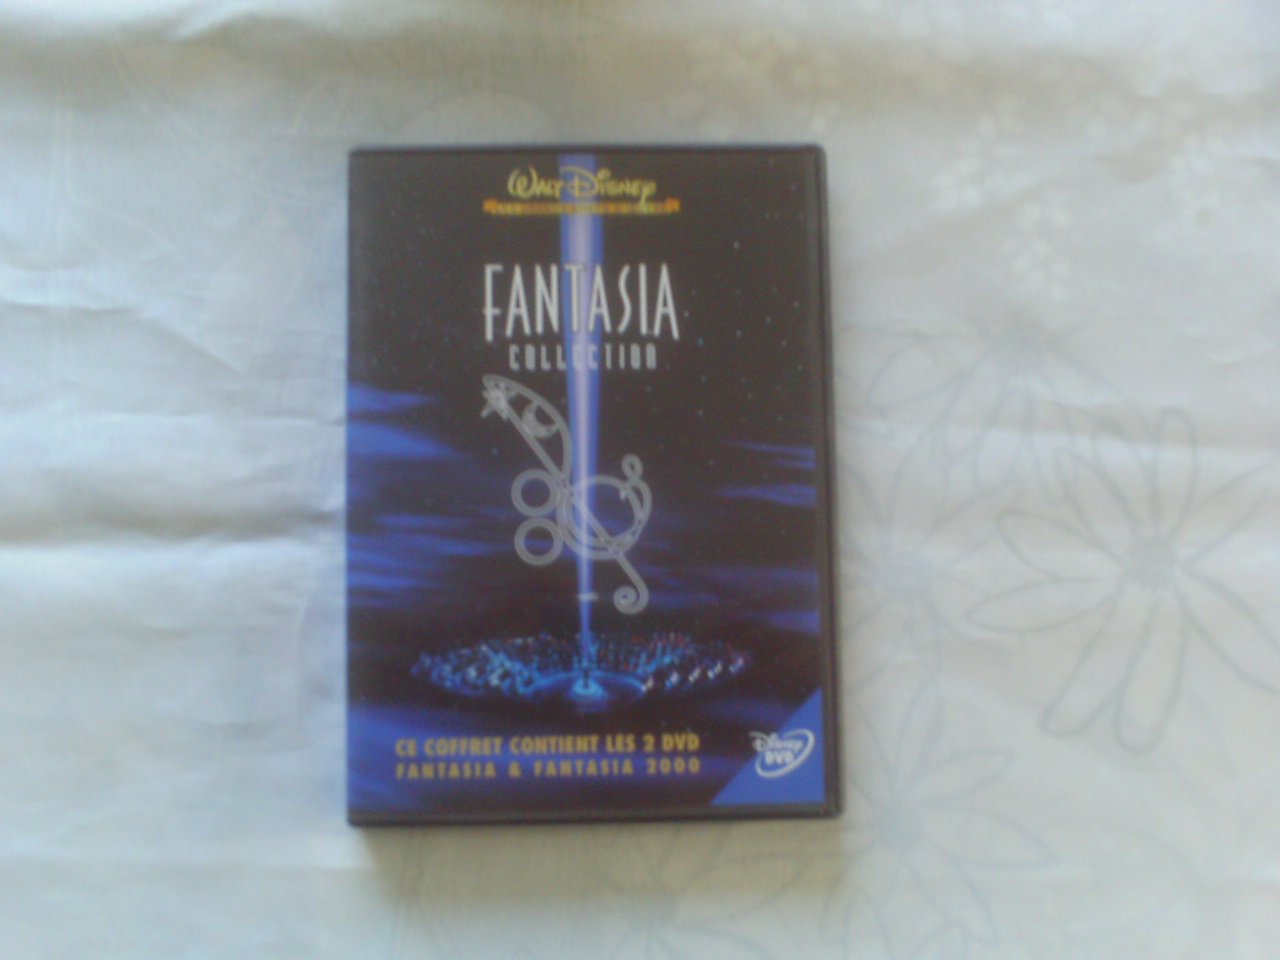 WALT DISNEY
FANTASIA
COLLECTION
CE COFFRET CONTIENT LES 2 DVD
FANTASIA & FANTASIA 2000
Disney
DVD